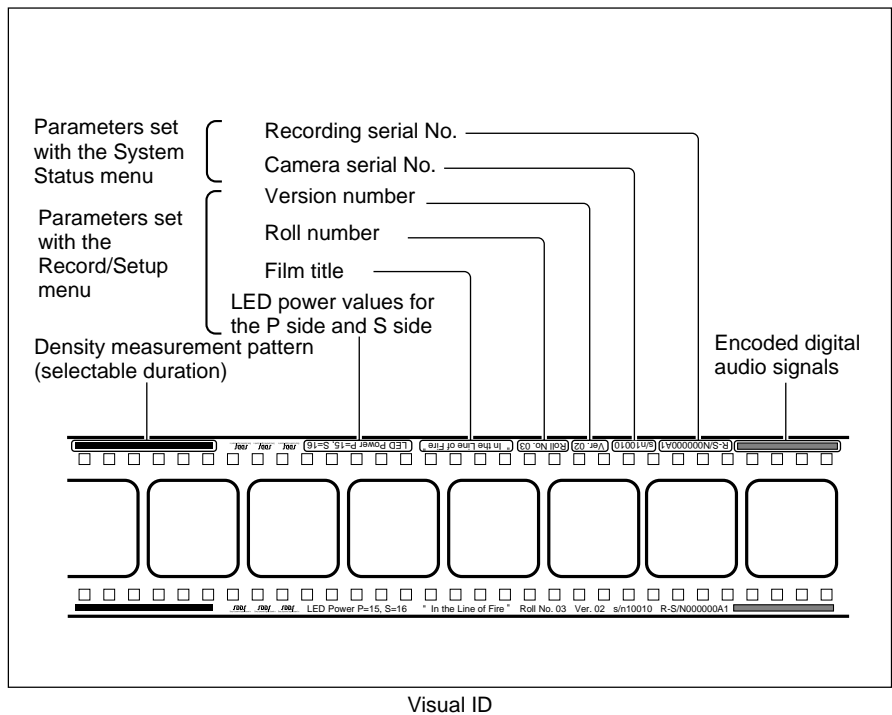 Parameters set
with the System
Status menu
Recording serial No.
Camera serial No.
Parameters set
with the
Record/Setup
menu
Version number
Roll number
Film title
LED power values for
the P side and S side
Density measurement pattern
(selectable duration)
Encoded digital
audio signals
LED Power P=15, S=16 " In the Line of Fire " Roll No. 03 Ver. 02 s/n10010 R-S/N000000A1
LED Power P=15, S=16 " In the Line of Fire " Roll No. 03 Ver. 02 s/n10010 R-S/N000000A1
Visual ID